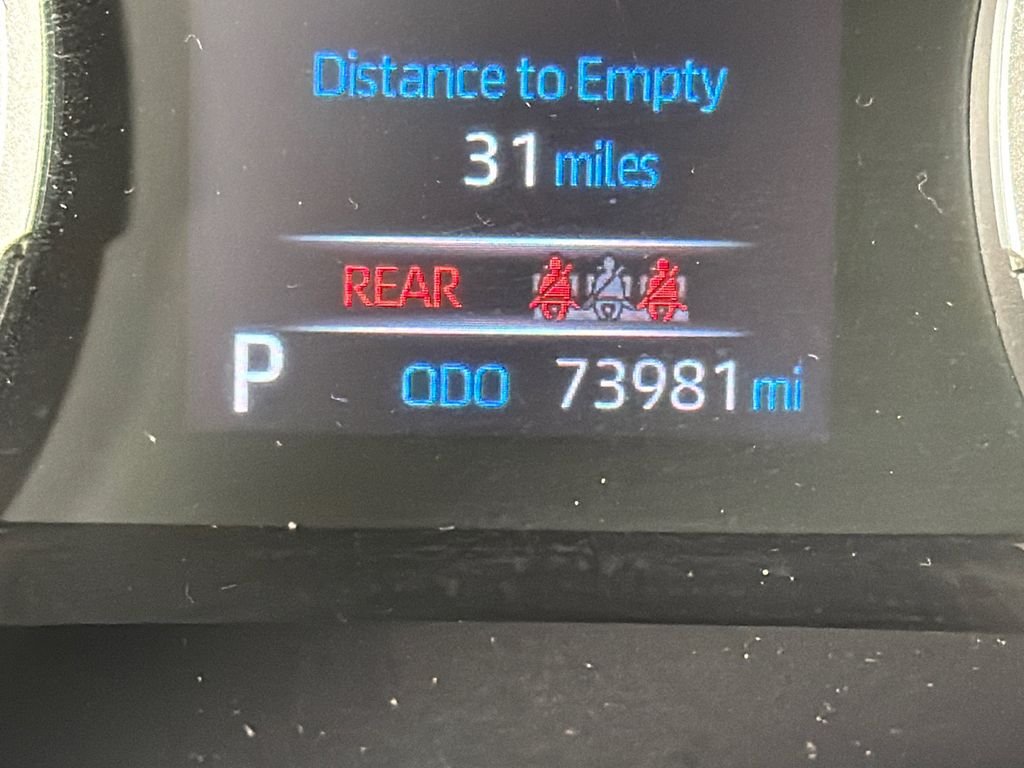 Distance to Empty
31 miles
REAR
P ODO 73981 mi